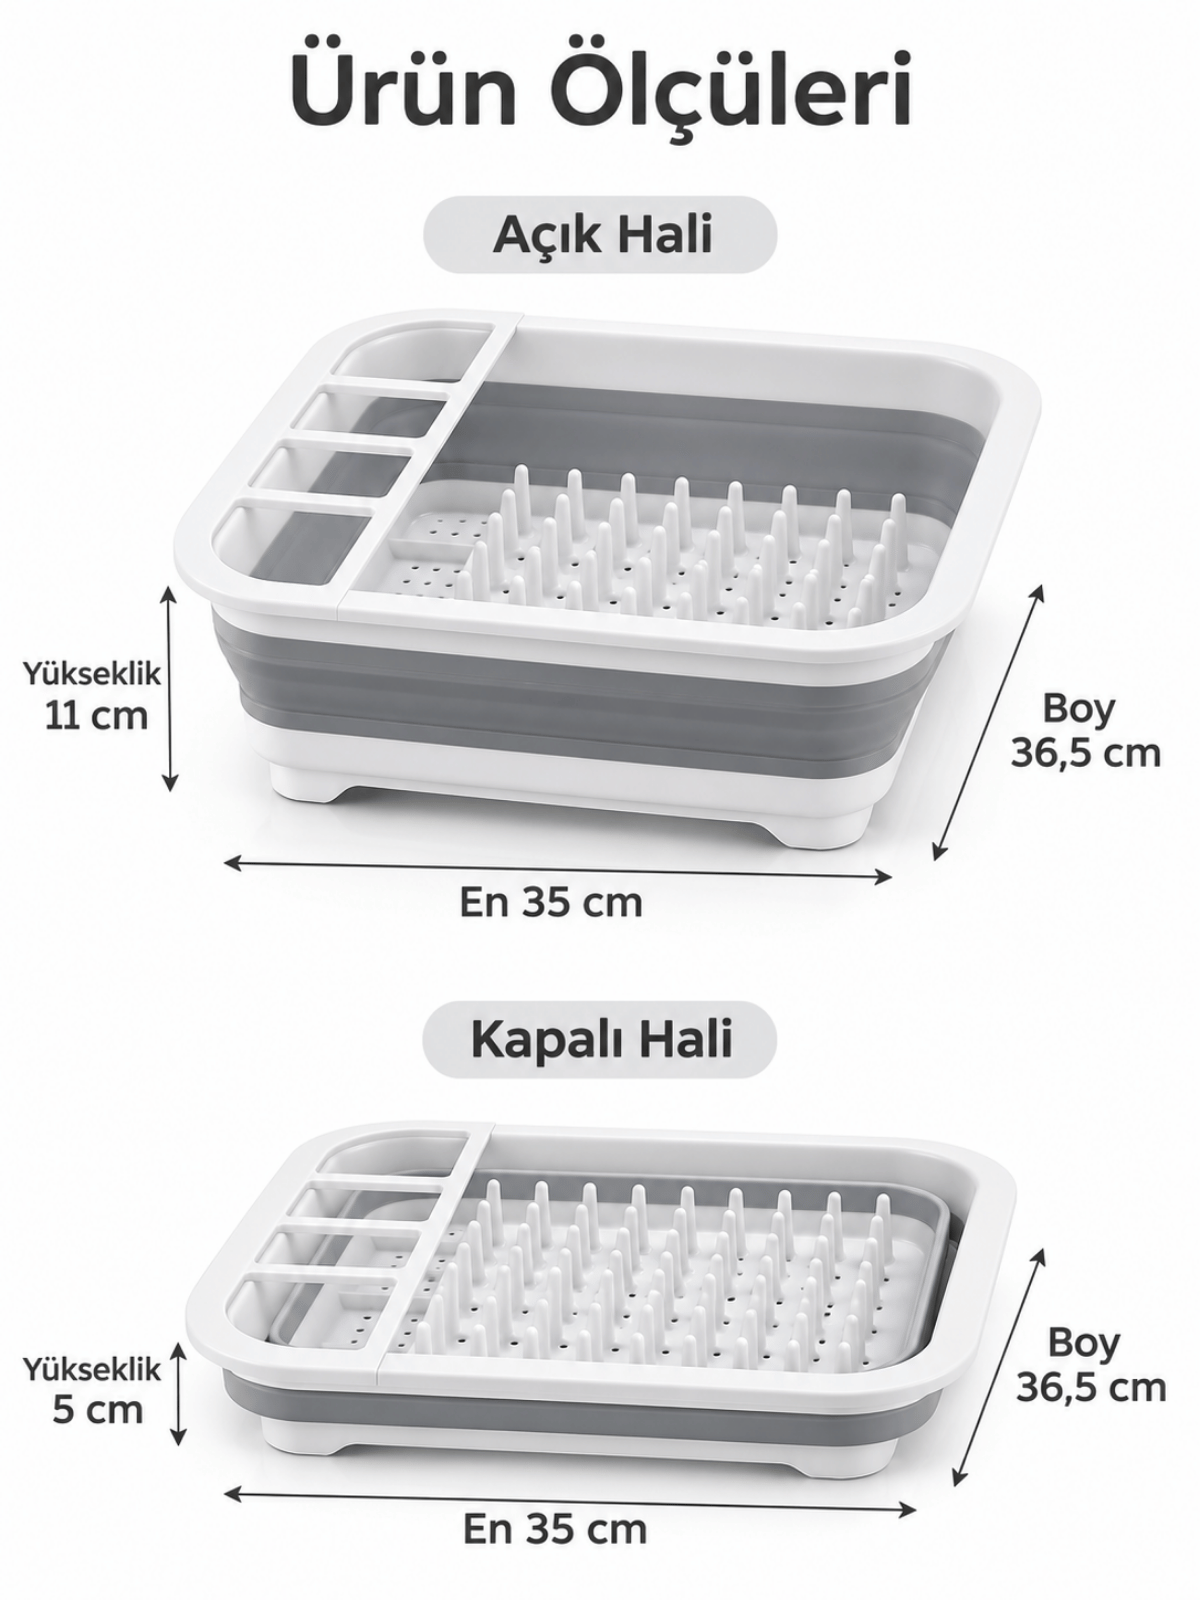 Ürün Ölçüleri
Açık Hali
Yükseklik
11 cm
Boy
36,5 cm
En 35 cm
Kapalı Hali
Yükseklik
5 cm
Boy
36,5 cm
En 35 cm